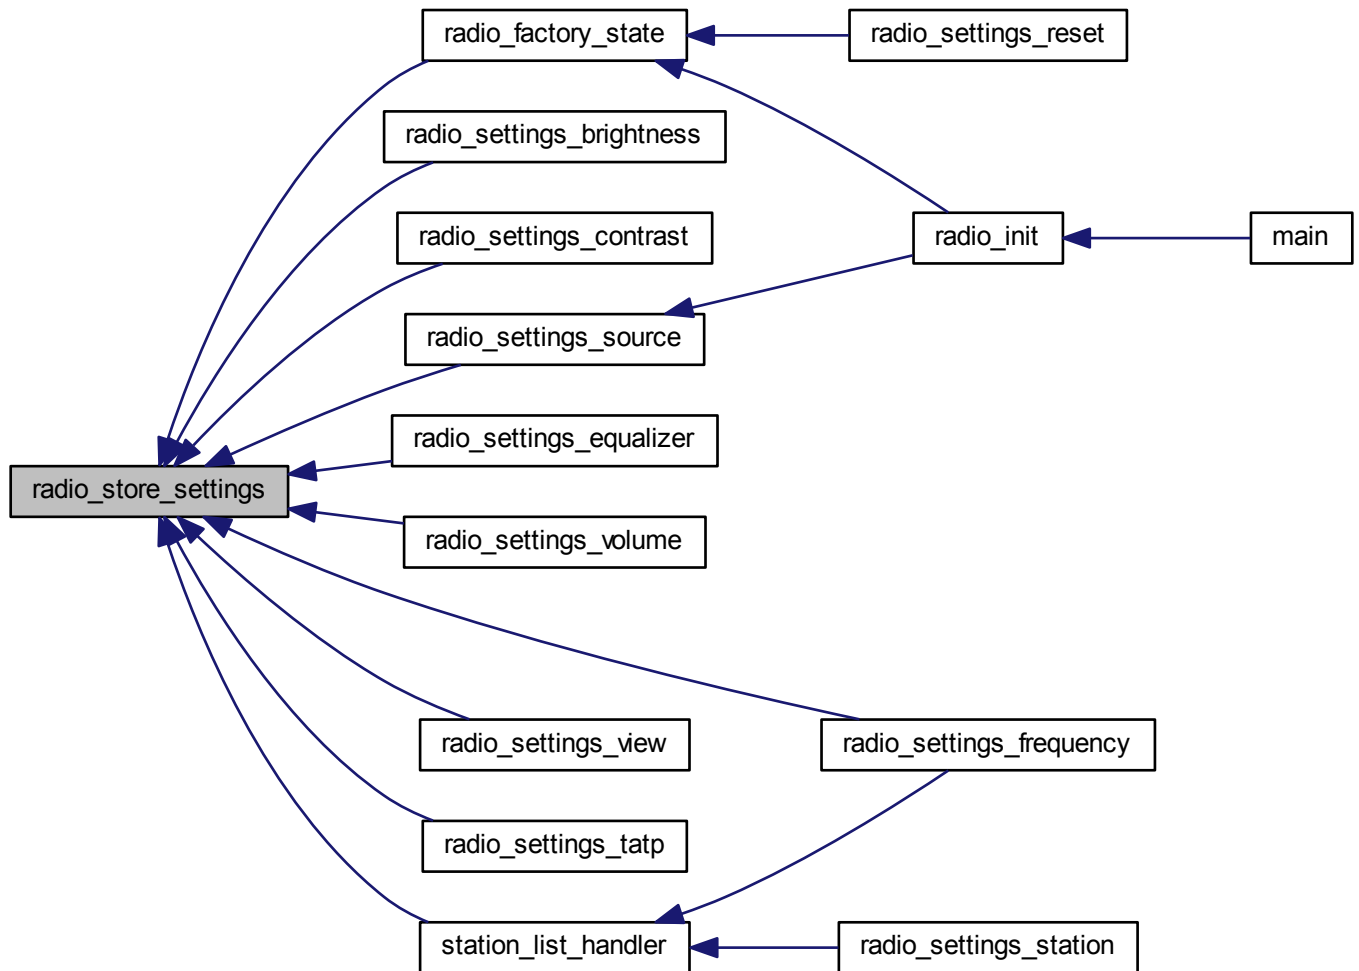 radio_factory_state
radio_settings_reset
radio_settings_brightness
radio_settings_contrast
radio_init
main
radio_settings_source
radio_settings_equalizer
radio_store_settings
radio_settings_volume
radio_settings_view
radio_settings_frequency
radio_settings_tatp
station_list_handler
radio_settings_station